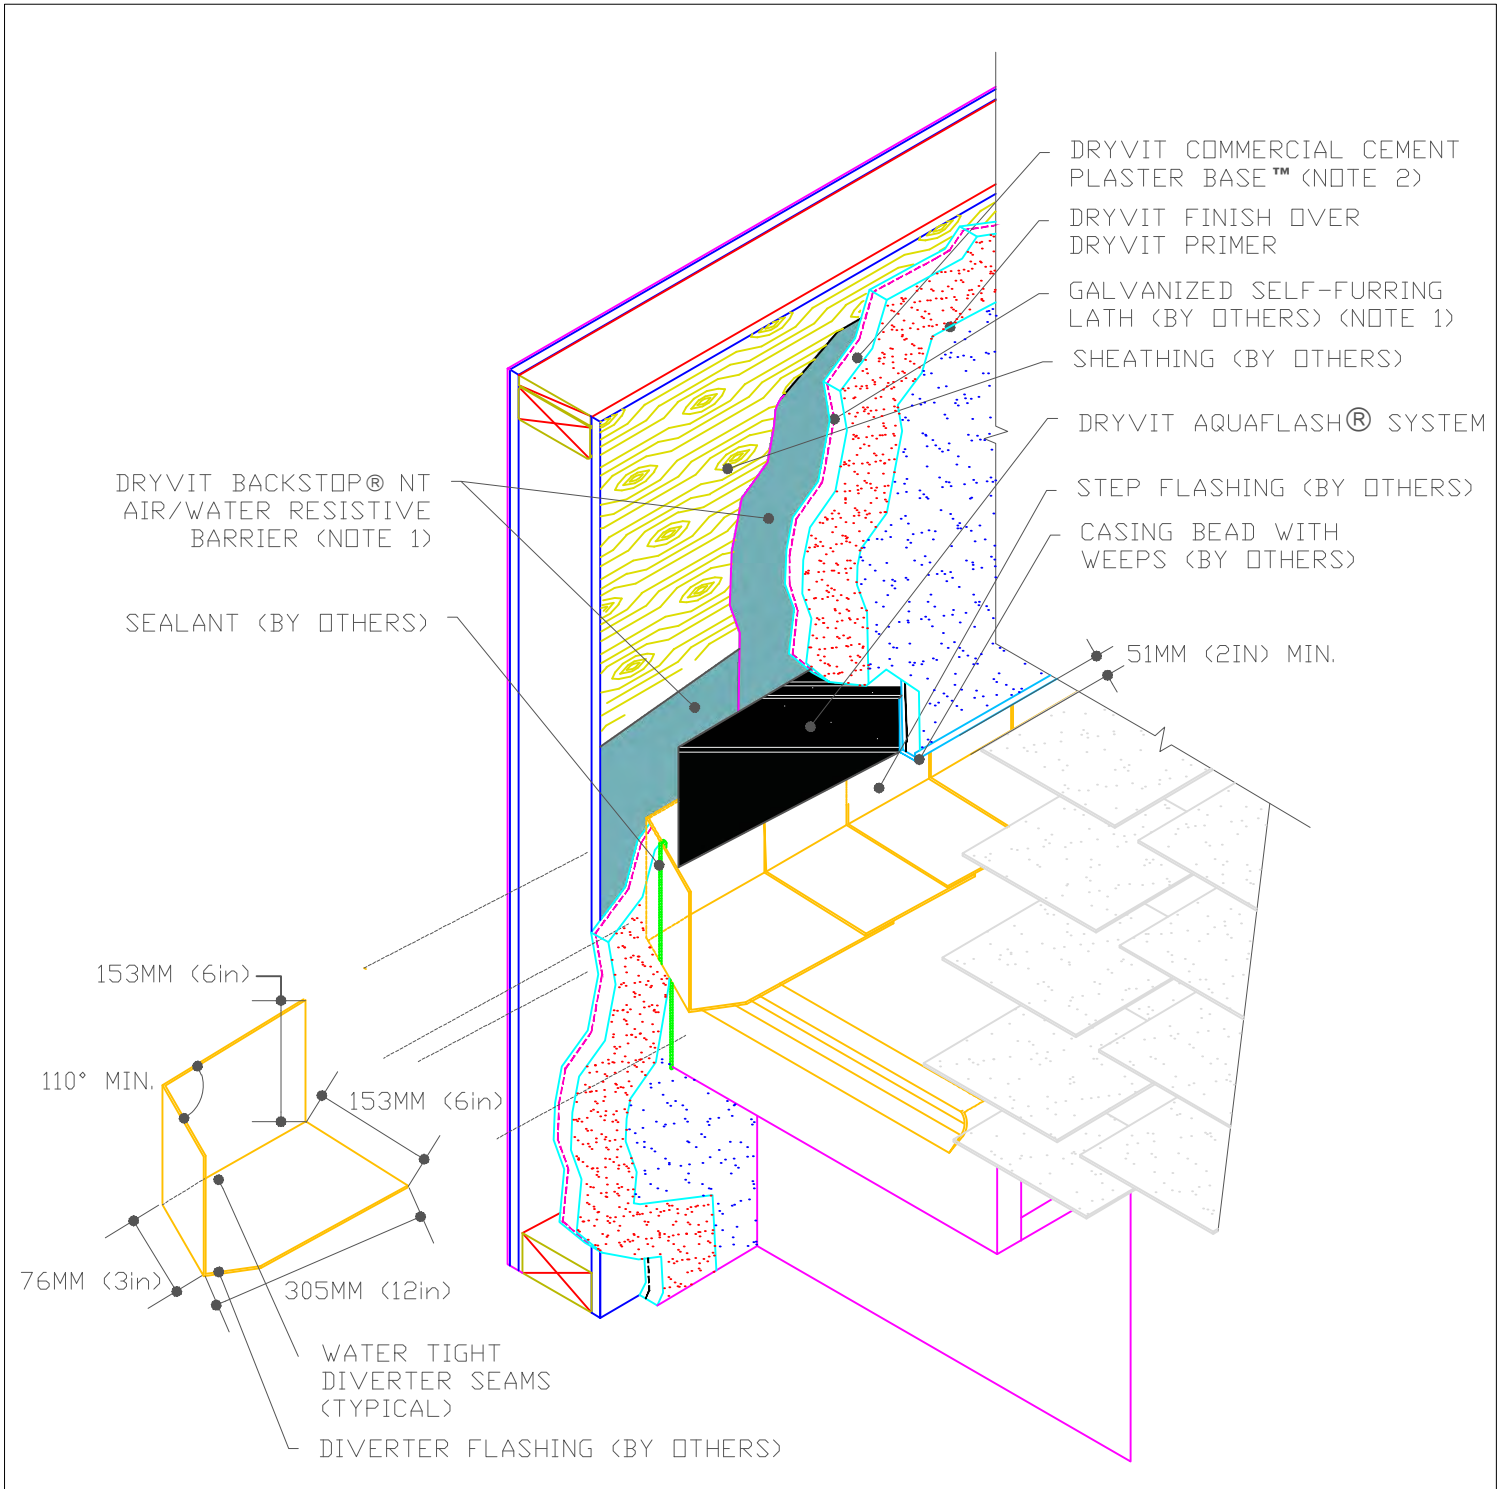 DRYVIT COMMERCIAL CEMENT
PLASTER BASE™ (NOTE 2)
DRYVIT FINISH OVER
DRYVIT PRIMER
GALVANIZED SELF-FURRING
LATH (BY OTHERS) (NOTE 1)
SHEATHING (BY OTHERS)
DRYVIT AQUAFLASH® SYSTEM
STEP FLASHING (BY OTHERS)
CASING BEAD WITH
WEEPS (BY OTHERS)
51MM (2IN) MIN.
DRYVIT BACKSTOP® NT
AIR/WATER RESISTIVE
BARRIER (NOTE 1)
SEALANT (BY OTHERS)
153MM (6in)
110° MIN.
153MM (6in)
76MM (3in)
305MM (12in)
WATER TIGHT
DIVERTER SEAMS
(TYPICAL)
DIVERTER FLASHING (BY OTHERS)